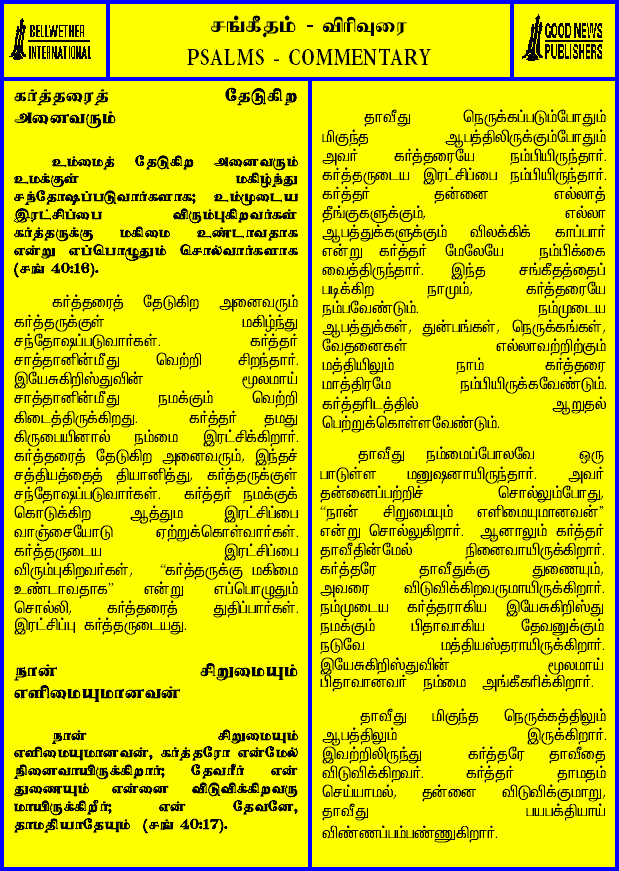 BELLWETHER
INTERNATIONAL
சங்கீதம் - விரிவுரை
PSALMS - COMMENTARY
GOOD NEWS
PUBLISHERS
கர்த்தரைத் தேடுகிற
அனைவரும்
உம்மைத் தேடுகிற அனைவரும்
உமக்குள் மகிழ்ந்து
சந்தோஷப்படுவார்களாக; உம்முடைய
இரட்சிப்பை விரும்புகிறவர்கள்
கர்த்தருக்கு மகிமை உண்டாவதாக
என்று எப்பொழுதும் சொல்வார்களாக
(சங் 40:16).
கர்த்தரைத் தேடுகிற அனைவரும்
கர்த்தருக்குள் மகிழ்ந்து
சந்தோஷப்படுவார்கள். கர்த்தர்
சாத்தானின்மீது வெற்றி சிறந்தார்.
இயேசுகிறிஸ்துவின் மூலமாய்
சாத்தானின்மீது நமக்கும் வெற்றி
கிடைத்திருக்கிறது. கர்த்தர் தமது
கிருபையினால் நம்மை இரட்சிக்கிறார்.
கர்த்தரைத் தேடுகிற அனைவரும், இந்தச்
சத்தியத்தைத் தியானித்து, கர்த்தருக்குள்
சந்தோஷப்படுவார்கள். கர்த்தர் நமக்குக்
கொடுக்கிற ஆத்தும இரட்சிப்பை
வாஞ்சையோடு ஏற்றுக்கொள்வார்கள்.
கர்த்தருடைய இரட்சிப்பை
விரும்புகிறவர்கள், “கர்த்தருக்கு மகிமை
உண்டாவதாக” என்று எப்பொழுதும்
சொல்லி, கர்த்தரைத் துதிப்பார்கள்.
இரட்சிப்பு கர்த்தருடையது.
நான் சிறுமையும்
எளிமையுமானவன்
நான் சிறுமையும்
எளிமையுமானவன், கர்த்தரோ என்மேல்
நினைவாயிருக்கிறார்; தேவரீர் என்
துணையும் என்னை விடுவிக்கிறவரு
மாயிருக்கிறீர்; என் தேவனே,
தாமதியாதேயும் (சங் 40:17).
தாவீது நெருக்கப்படும்போதும்
மிகுந்த ஆபத்திலிருக்கும்போதும்
அவர் கர்த்தரையே நம்பியிருந்தார்.
கர்த்தருடைய இரட்சிப்பை நம்பியிருந்தார்.
கர்த்தர் தன்னை எல்லாத்
தீங்குகளுக்கும், எல்லா
ஆபத்துக்களுக்கும் விலக்கிக் காப்பார்
என்று கர்த்தர் மேலேயே நம்பிக்கை
வைத்திருந்தார். இந்த சங்கீதத்தைப்
படிக்கிற நாமும், கர்த்தரையே
நம்பவேண்டும். நம்முடைய
ஆபத்துக்கள், துன்பங்கள், நெருக்கங்கள்,
வேதனைகள் எல்லாவற்றிற்கும்
மத்தியிலும் நாம் கர்த்தரை
மாத்திரமே நம்பியிருக்கவேண்டும்.
கர்த்தரிடத்தில் ஆறுதல்
பெற்றுக்கொள்ளவேண்டும்.
தாவீது நம்மைப்போலவே ஒரு
பாடுள்ள மனுஷனாயிருந்தார். அவர்
தன்னைப்பற்றிச் சொல்லும்போது,
“நான் சிறுமையும் எளிமையுமானவன்”
என்று சொல்லுகிறார். ஆனாலும் கர்த்தர்
தாவீதின்மேல் நினைவாயிருக்கிறார்.
கர்த்தரே தாவீதுக்கு துணையும்,
அவரை விடுவிக்கிறவருமாயிருக்கிறார்.
நம்முடைய கர்த்தராகிய இயேசுகிறிஸ்து
நமக்கும் பிதாவாகிய தேவனுக்கும்
நடுவே மத்தியஸ்தராயிருக்கிறார்.
இயேசுகிறிஸ்துவின் மூலமாய்
பிதாவானவர் நம்மை அங்கீகரிக்கிறார்.
தாவீது மிகுந்த நெருக்கத்திலும்
ஆபத்திலும் இருக்கிறார்.
இவற்றிலிருந்து கர்த்தரே தாவீதை
விடுவிக்கிறவர். கர்த்தர் தாமதம்
செய்யாமல், தன்னை விடுவிக்குமாறு,
தாவீது பயபக்தியாய்
விண்ணப்பம்பண்ணுகிறார்.